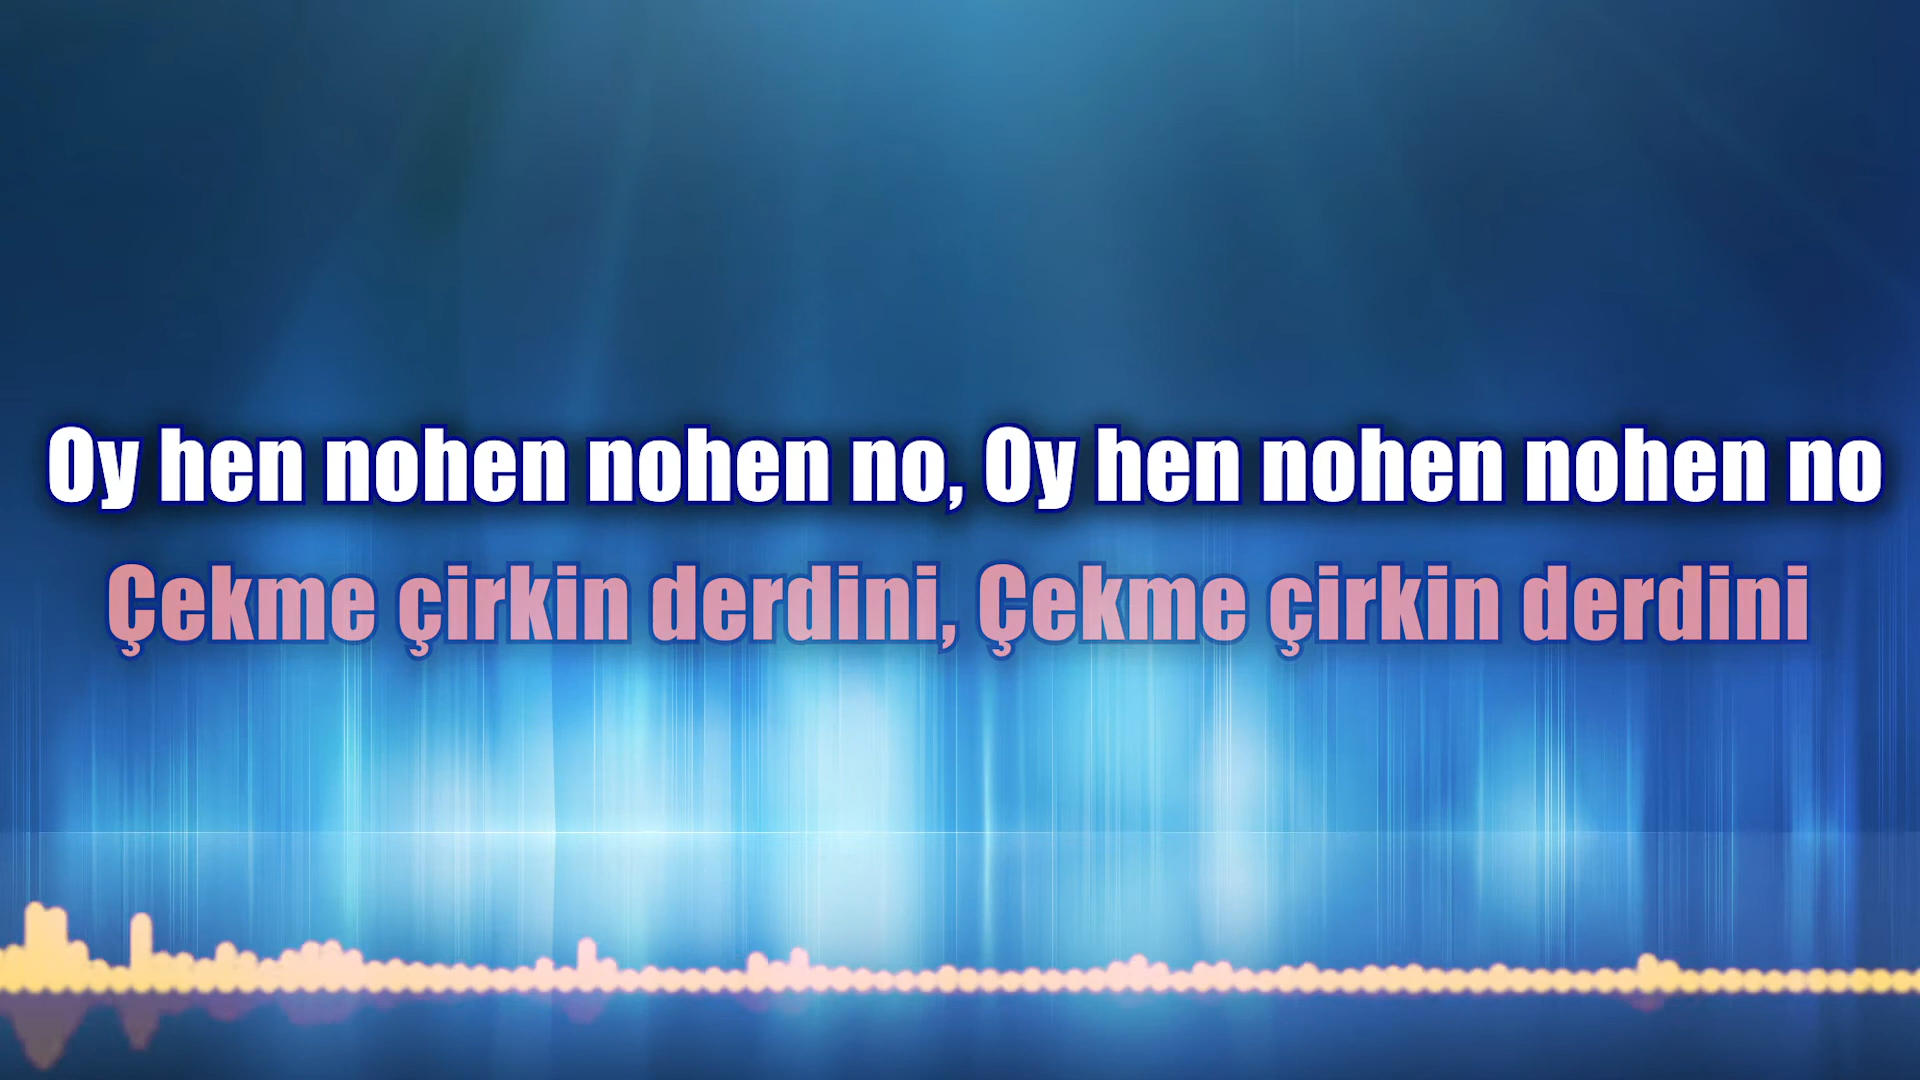 Oy hen nohen nohen no, Oy hen nohen nohen no
Çekme çirkin derdini, Çekme çirkin derdini